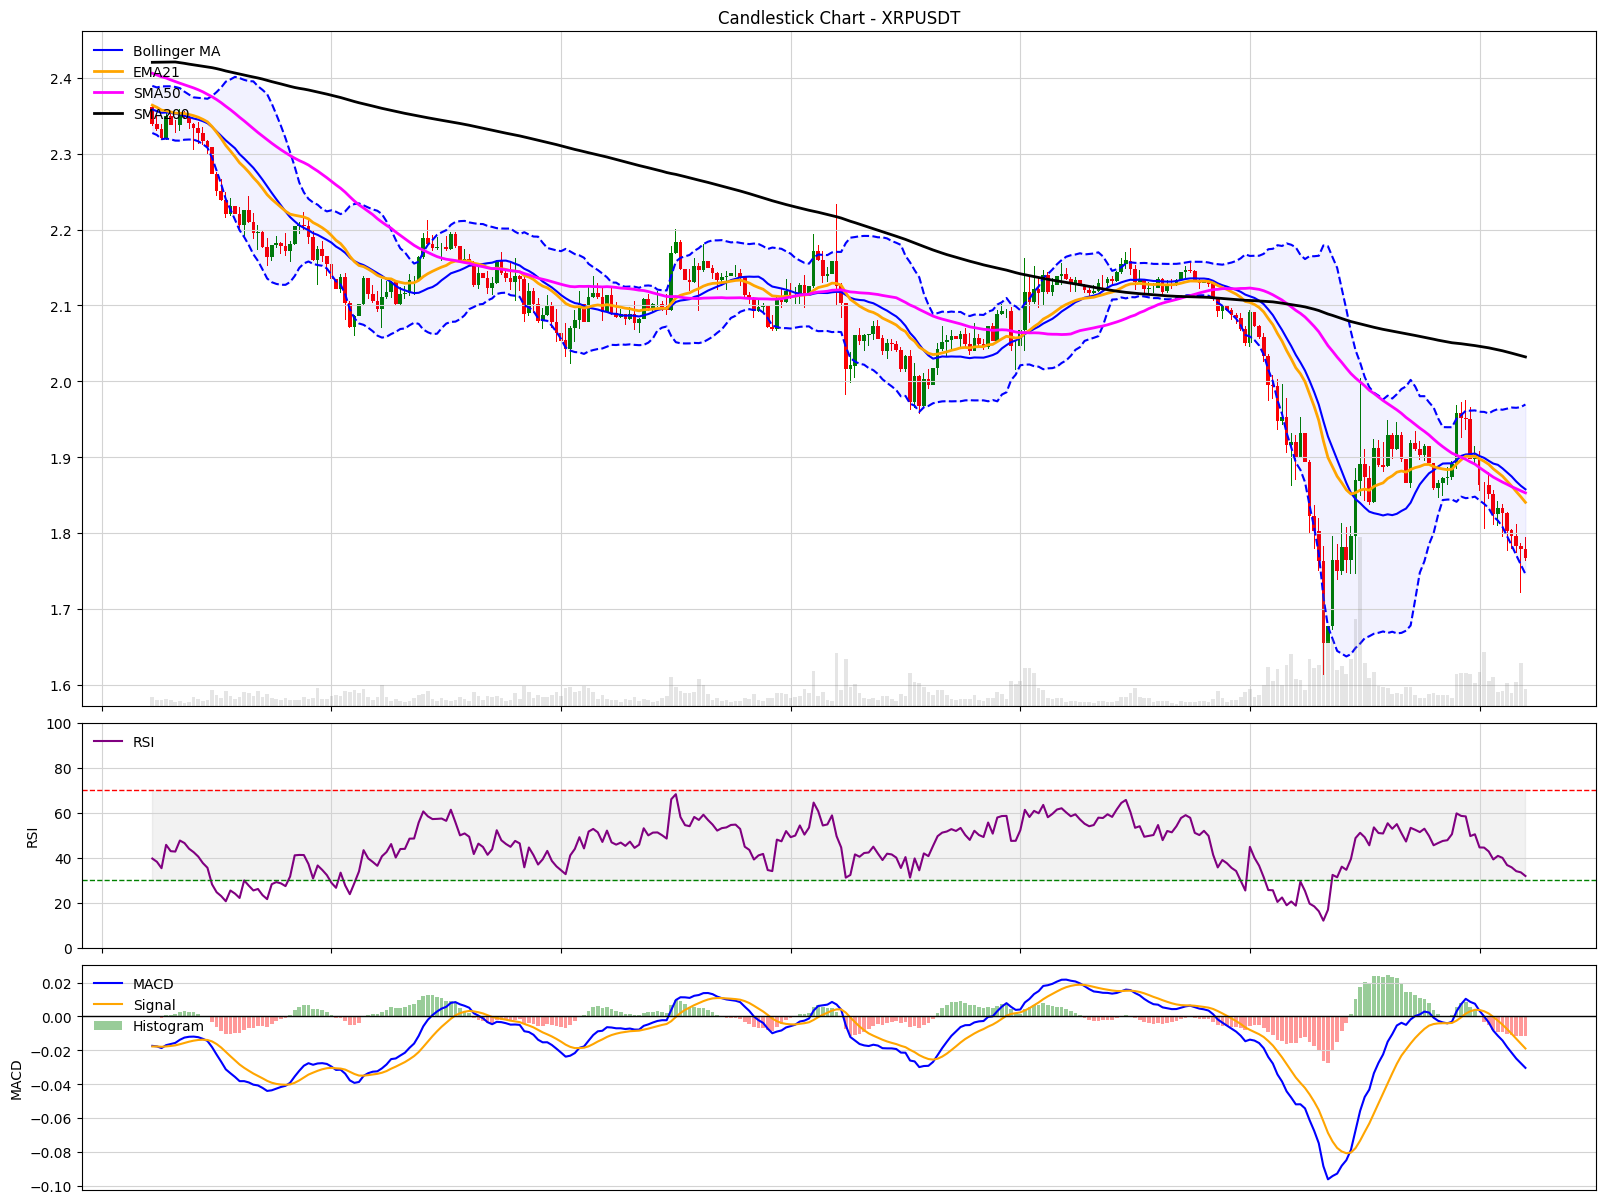 Candlestick Chart - XRPUSDT
Bollinger MA
EMA21
SMA50
SMA200
2.4
2.3
2.2
2.1
2.0
1.9
1.8
1.7
1.6
RSI
100
80
60
40
20
0
RSI
MACD
Signal
Histogram
0.02
0.00
−0.02
−0.04
−0.06
−0.08
−0.10
MACD